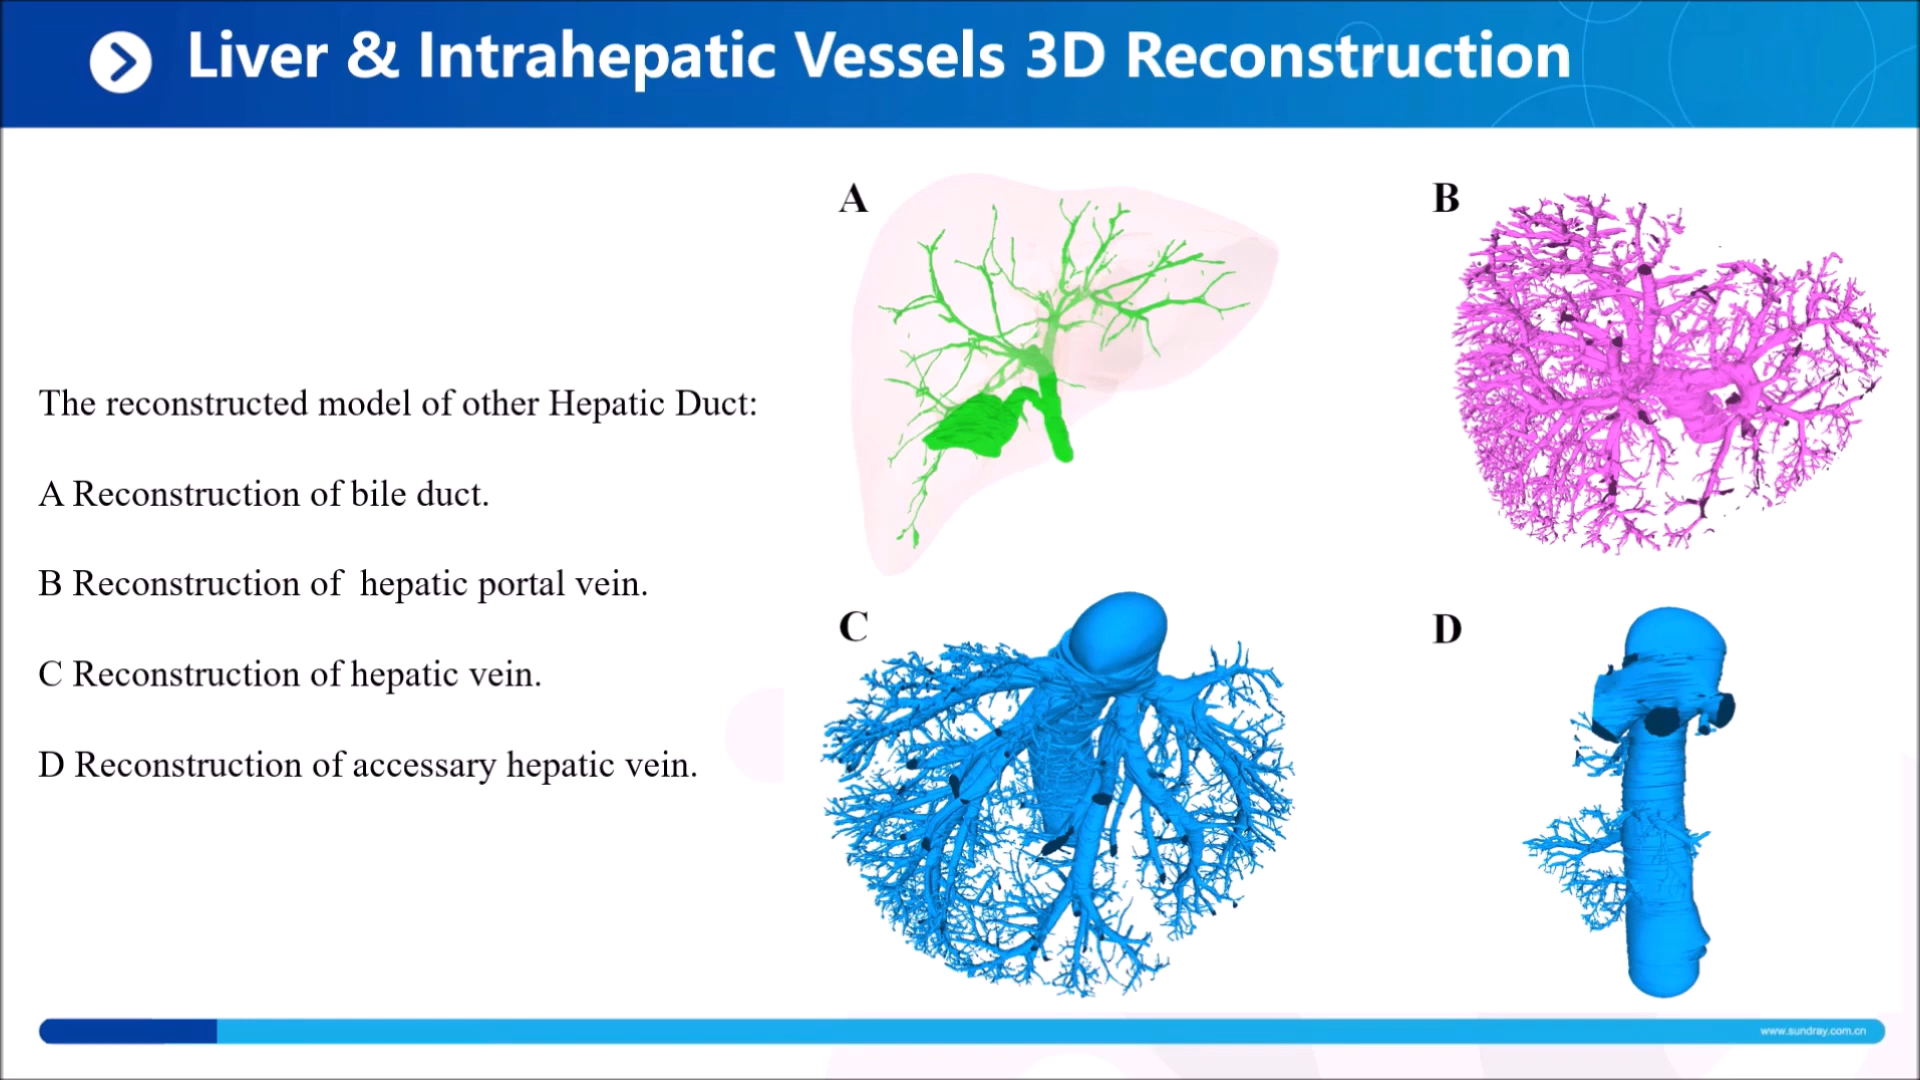 Liver & Intrahepatic Vessels 3D Reconstruction
The reconstructed model of other Hepatic Duct:
A Reconstruction of bile duct.
B Reconstruction of hepatic portal vein.
C Reconstruction of hepatic vein.
D Reconstruction of accessary hepatic vein.
A
B
C
D
www.sundray.com.cn